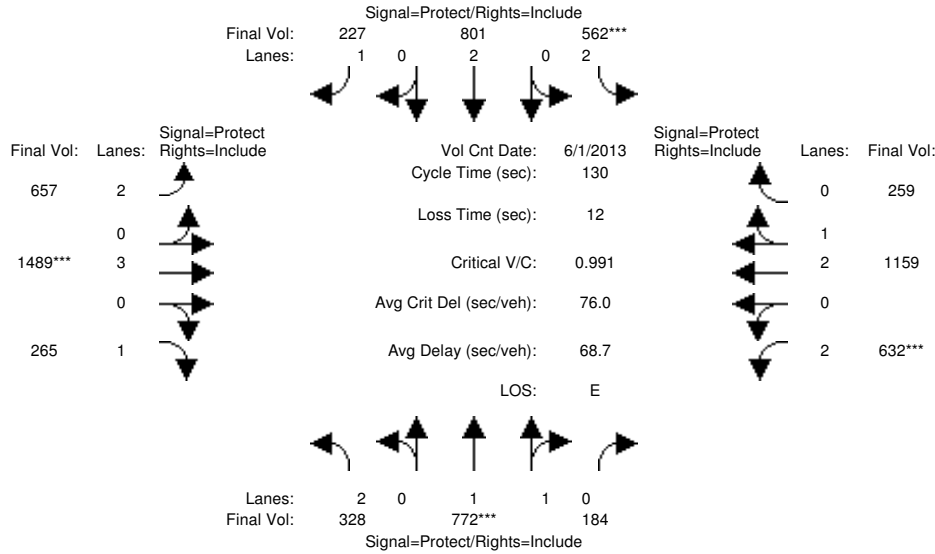 Signal=Protect/Rights=Include
Final Vol: 227 801 562***
Lanes: 1 0 2 0 2
Signal=Protect
Final Vol: Lanes: Rights=Include
Vol Cnt Date: 6/1/2013
Signal=Protect
Rights=Include Lanes: Final Vol:
Cycle Time (sec): 130
657 2
0 259
Loss Time (sec): 12
0
1
1489*** 3
Critical V/C: 0.991
2 1159
0
Avg Crit Del (sec/veh): 76.0
0
265 1
Avg Delay (sec/veh): 68.7
2 632***
LOS: E
Lanes: 2 0 1 1 0
Final Vol: 328 772*** 184
Signal=Protect/Rights=Include